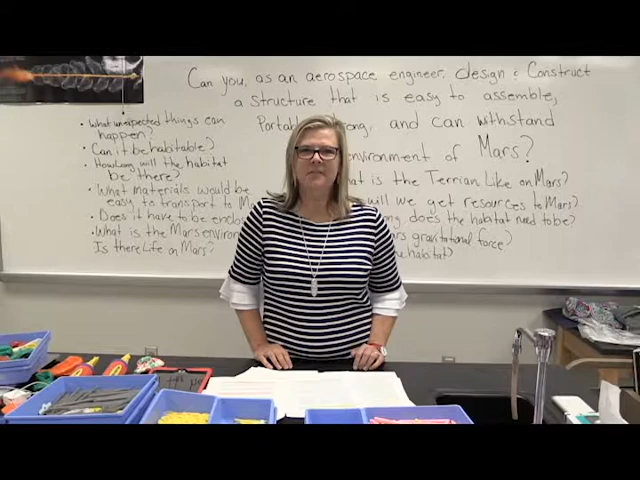 Can you, as an aerospace engineer, design & Construct
a structure that is easy to assemble,
Portable, strong, and can withstand
environment of Mars?
• What unexpected things can
happen?
• Can it be habitable?
• How Long will the habitat
be there?
• What materials would be
easy to transport to
• Does it have to be
• What is the Mars
Is there Life on Mars?
is the Terrian Like on Mars?
will we get resources to Mars?
does the habitat need to be?
gravitational force?
habitat?